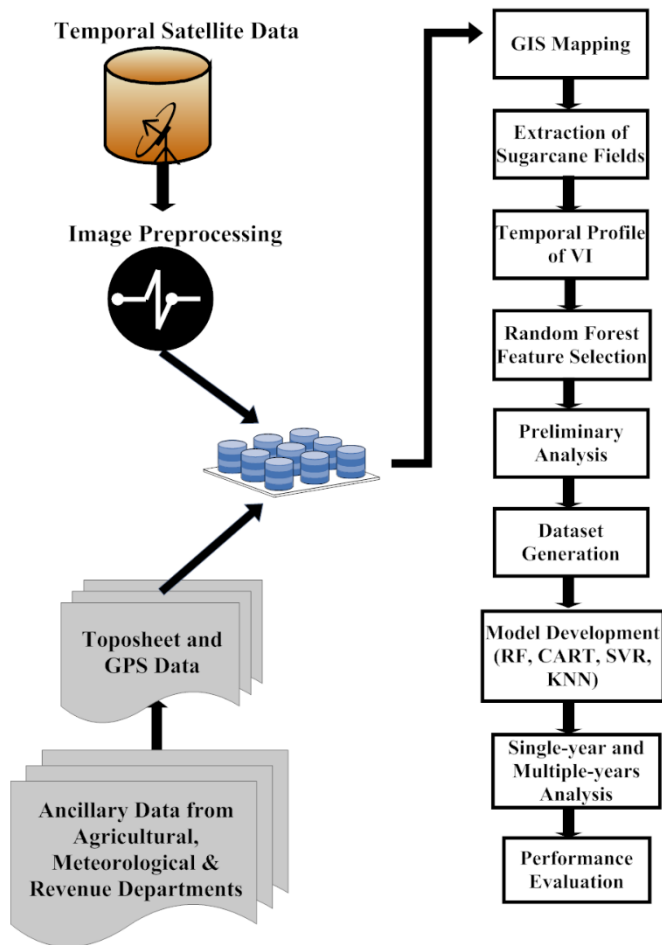 Temporal Satellite Data
Image Preprocessing
Toposheet and
GPS Data
Ancillary Data from
Agricultural,
Meteorological &
Revenue Departments
GIS Mapping
Extraction of
Sugarcane Fields
Temporal Profile
of VI
Random Forest
Feature Selection
Preliminary
Analysis
Dataset
Generation
Model Development
(RF, CART, SVR,
KNN)
Single-year and
Multiple-years
Analysis
Performance
Evaluation